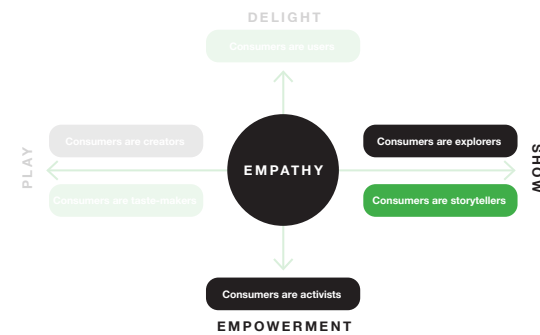 DELIGHT
Consumers are users
Consumers are creators
Consumers are explorers
PLAY
EMPATHY
SHOW
Consumers are taste-makers
Consumers are storytellers
Consumers are activists
EMPOWERMENT